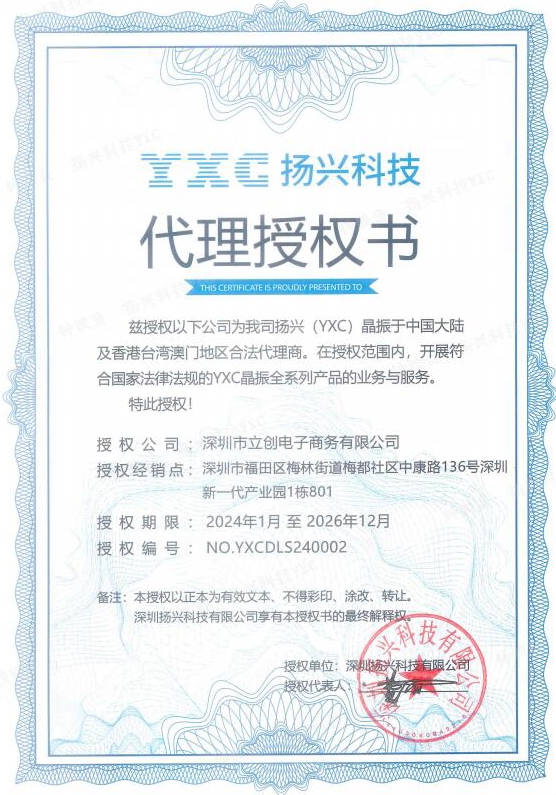 YXC 扬兴科技
代理授权书
THIS CERTIFICATE IS PROUDLY PRESENTED TO
兹授权以下公司为我司扬兴（YXC）晶振于中国大陆
及香港台湾澳门地区合法代理商。在授权范围内，开展符
合国家法律法规的YXC晶振全系列产品的业务与服务。
特此授权！
授权公司：深圳市立创电子商务有限公司
授权经销点：深圳市福田区梅林街道梅都社区中康路136号深圳
新一代产业园1栋801
授权期限：2024年1月 至 2026年12月
授权编号：NO.YXCDLS240002
备注：本授权以正本为有效文本、不得彩印、涂改、转让。
深圳扬兴科技有限公司享有本授权书的最终解释权。
授权单位：深圳扬兴科技有限公司
授权代表人：
深圳扬兴科技有限公司